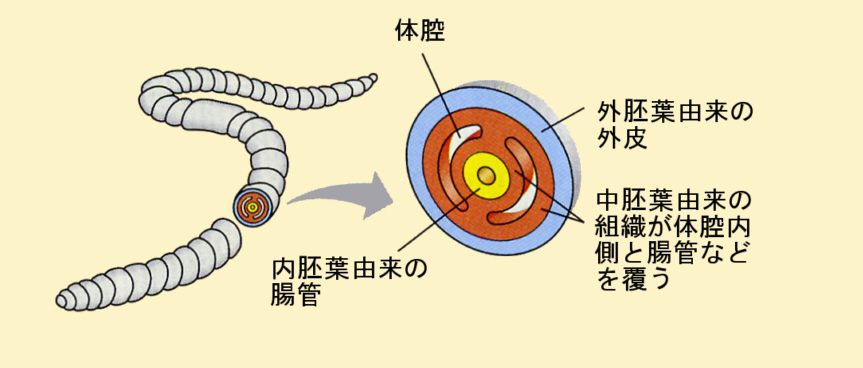 体腔
外胚葉由来の
外皮
中胚葉由来の
組織が体腔内
側と腸管など
を覆う
内胚葉由来の
腸管